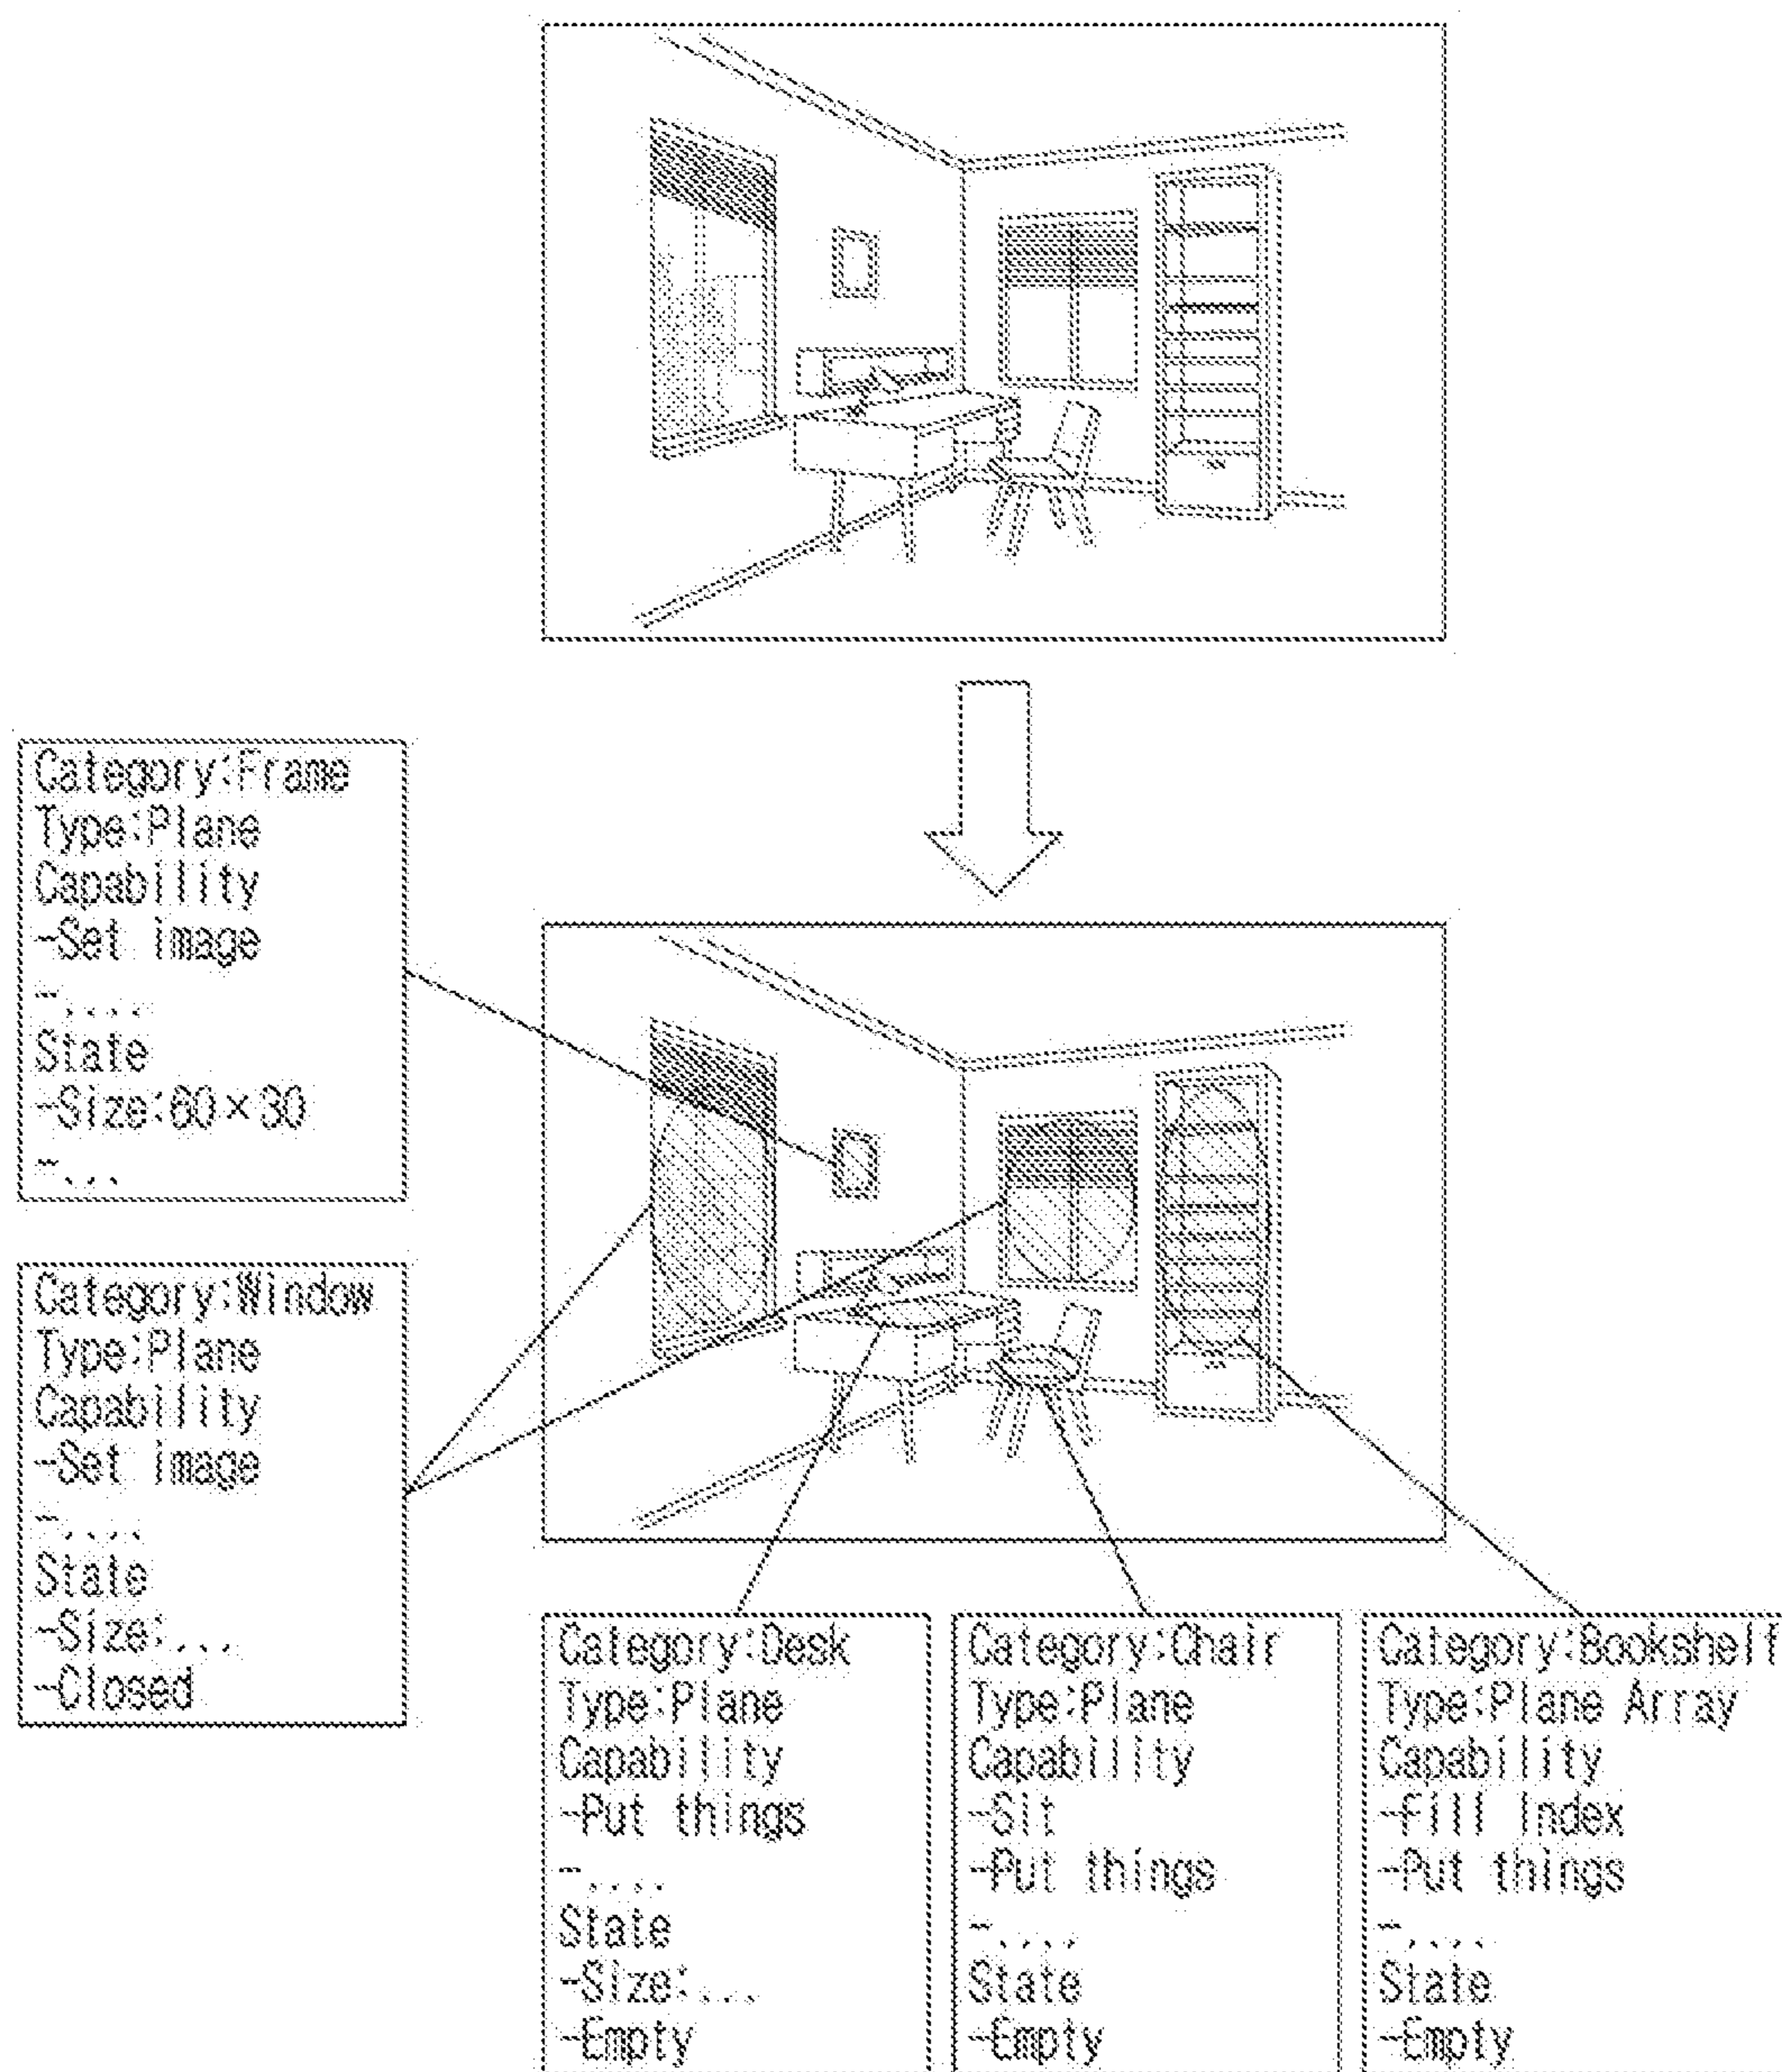 Category:Frame
Type:Plane
Capability
-Set image
-....
State
-Size:60×30
-...
Category:Window
Type:Plane
Capability
-Set image
-....
State
-Size:...
-Closed
Category:Desk
Type:Plane
Capability
-Put things
-....
State
-Size:...
-Empty
Category:Chair
Type:Plane
Capability
-Sit
-Put things
-....
State
-Empty
Category:Bookshelf
Type:Plane Array
Capability
-Fill Index
-Put things
-....
State
-Empty